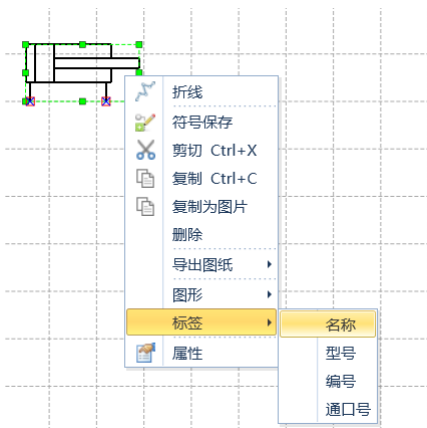 折线
符号保存
剪切 Ctrl+X
复制 Ctrl+C
复制为图片
删除
导出图纸
图形
标签
属性
名称
型号
编号
通口号